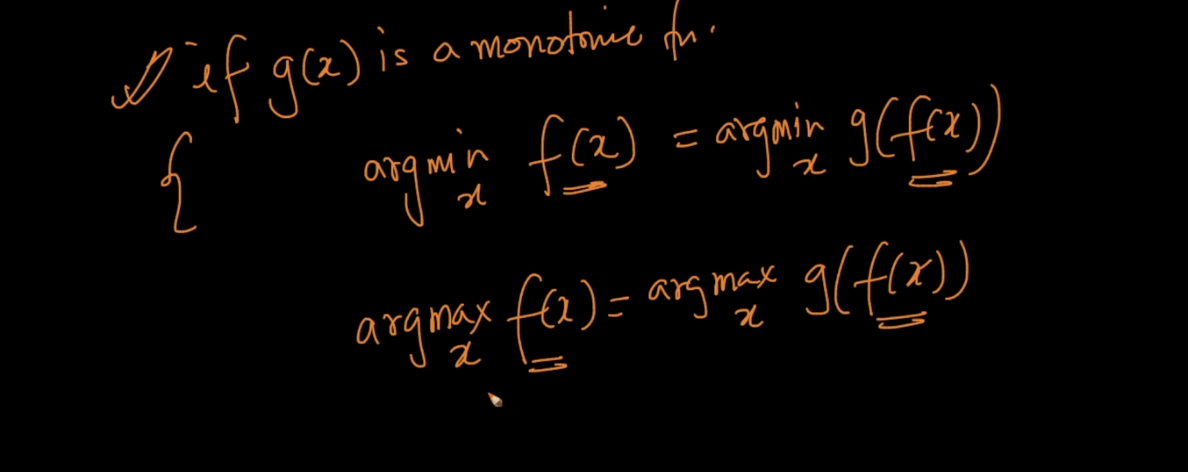 if g(x) is a monotonic fn.
{ argmin f(x) = argmin g(f(x))
x x
argmax f(x) = argmax g(f(x))
x x